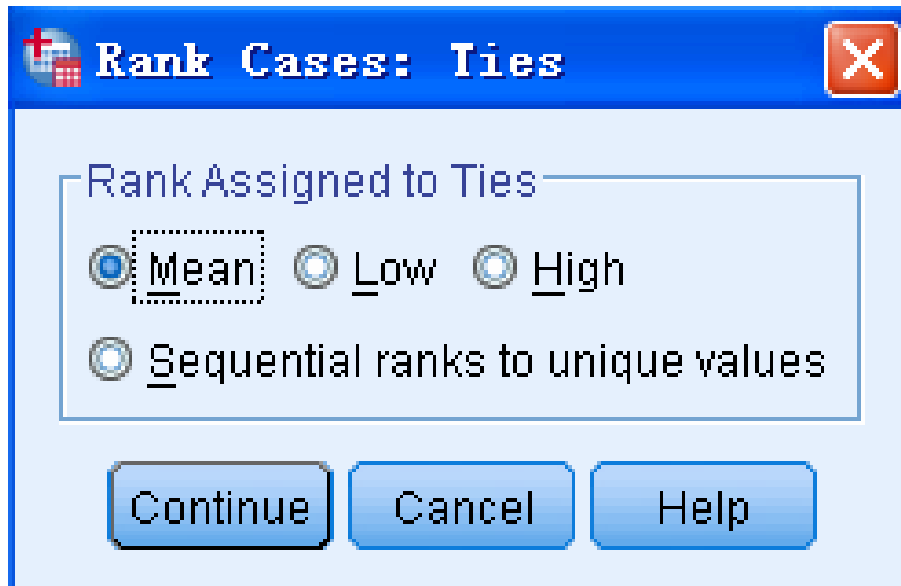 Rank Cases: Ties
Rank Assigned to Ties
Mean Low High
Sequential ranks to unique values
Continue Cancel Help